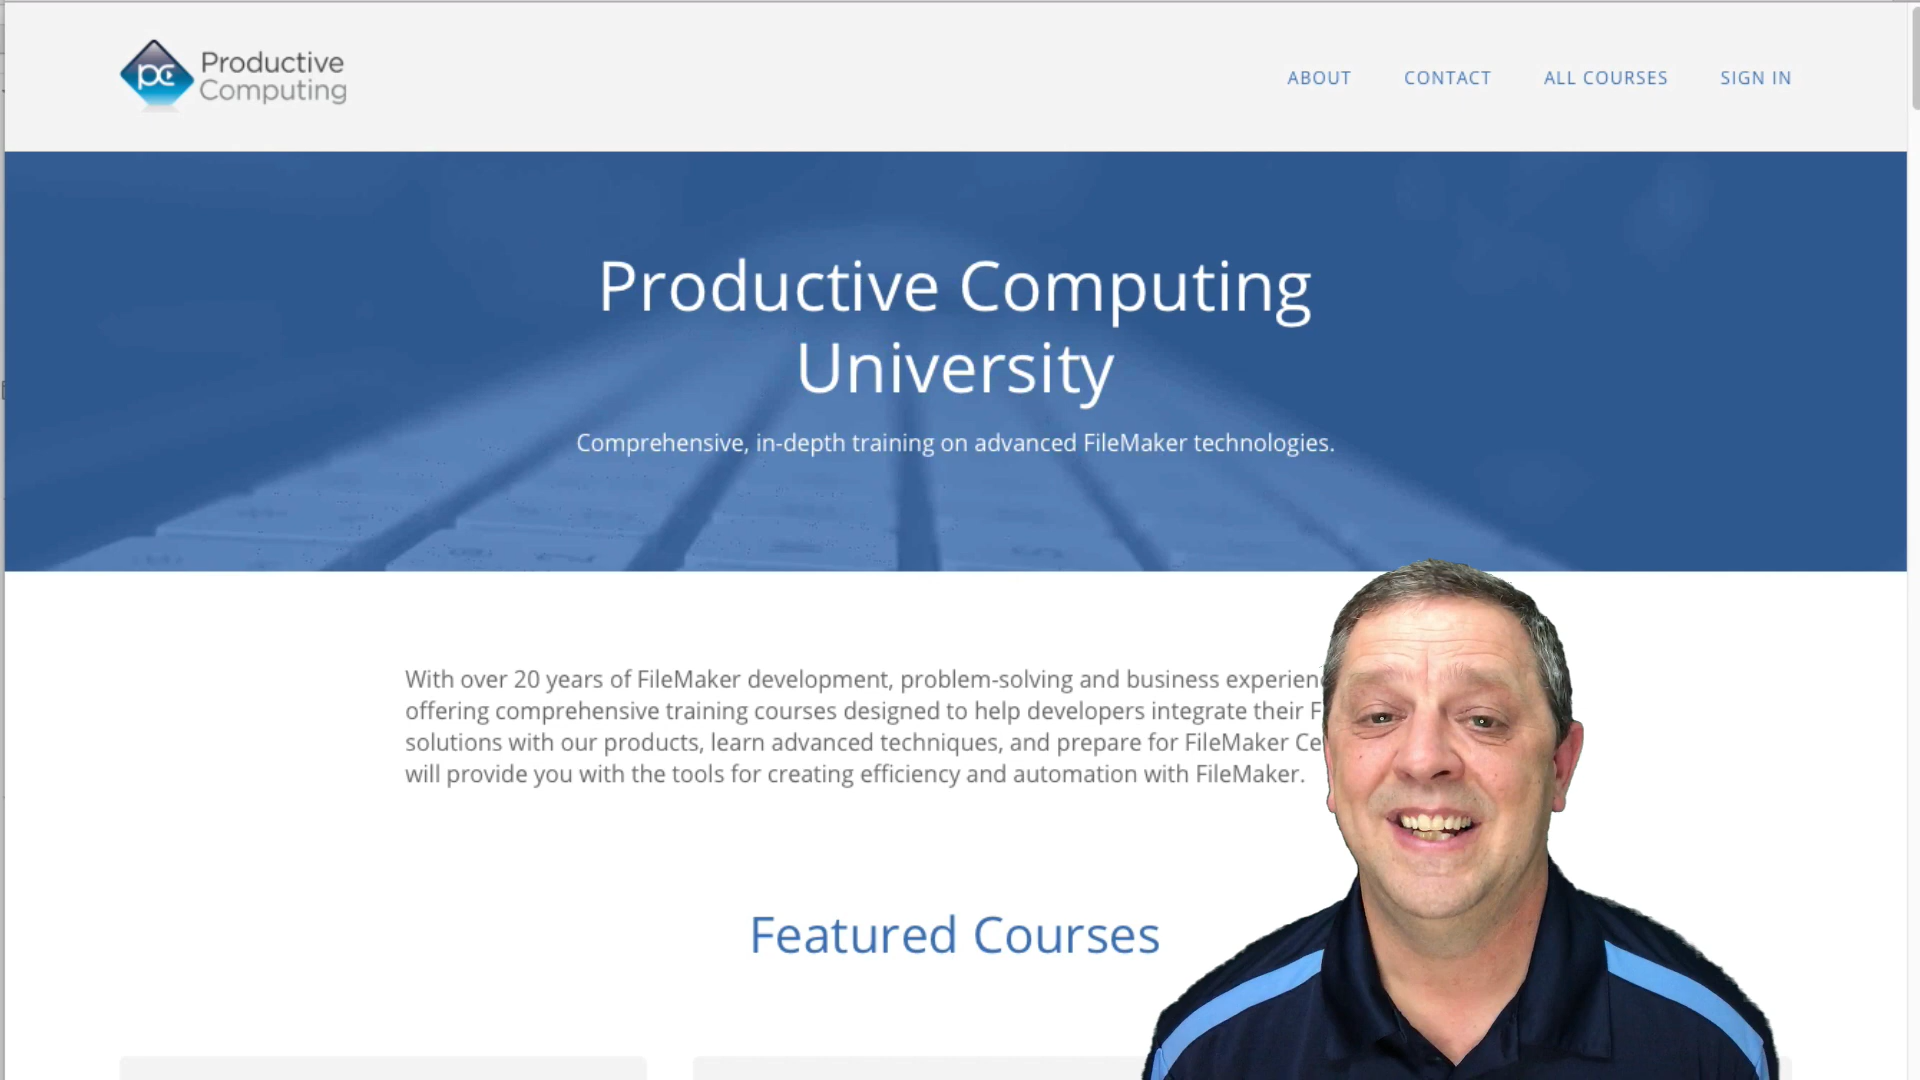 Productive
Computing
ABOUT
CONTACT
ALL COURSES
SIGN IN
Productive Computing
University
Comprehensive, in-depth training on advanced FileMaker technologies.
With over 20 years of FileMaker development, problem-solving and business
offering comprehensive training courses designed to help developers integrate their
solutions with our products, learn advanced techniques, and prepare for FileMaker
will provide you with the tools for creating efficiency and automation with FileMaker.
Featured Courses